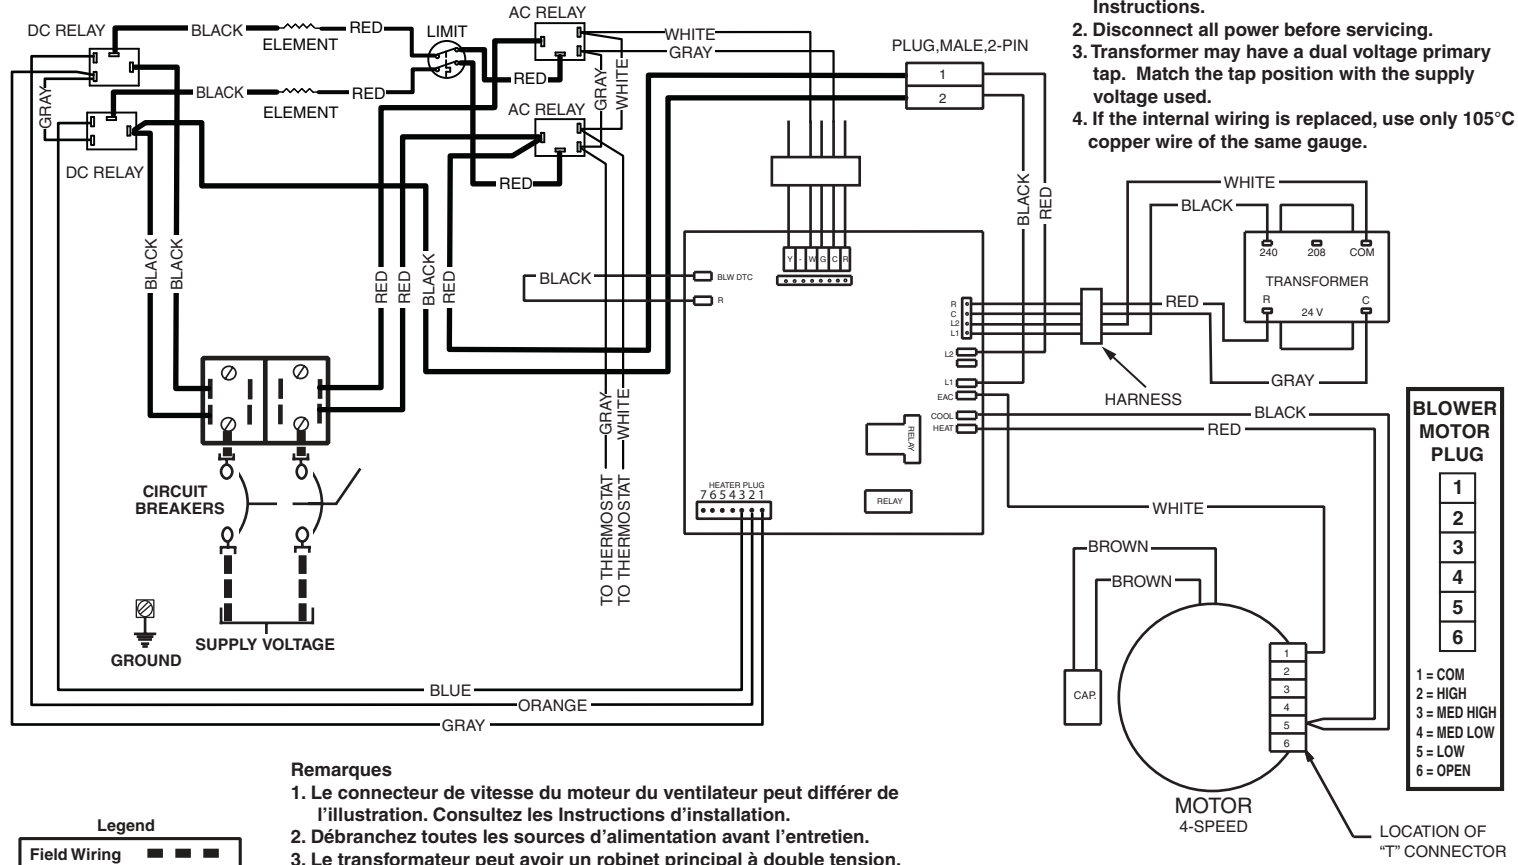 Instructions.
2. Disconnect all power before servicing.
3. Transformer may have a dual voltage primary
tap. Match the tap position with the supply
voltage used.
4. If the internal wiring is replaced, use only 105°C
copper wire of the same gauge.
DC RELAY
BLACK
ELEMENT
RED
LIMIT
AC RELAY
WHITE
GRAY
PLUG,MALE,2-PIN
1
2
RED
GRAY
WHITE
GRAY
BLACK
ELEMENT
RED
AC RELAY
DC RELAY
RED
BLACK
RED
WHITE
BLACK
240
208
COM
TRANSFORMER
R
C
24 V
BLACK
BLACK
RED
RED
BLACK
RED
BLACK
BLW DTC
R
Y - W G C R
R
C
L2
L1
RED
L2
L1
EAC
COOL
HEAT
GRAY
HARNESS
BLACK
RED
GRAY
WHITE
RELAY
RELAY
HEATER PLUG
7 6 5 4 3 2 1
CIRCUIT
BREAKERS
TO THERMOSTAT
TO THERMOSTAT
WHITE
BROWN
BROWN
GROUND
SUPPLY VOLTAGE
BLUE
ORANGE
GRAY
CAP.
1
2
3
4
5
6
MOTOR
4-SPEED
LOCATION OF
“T” CONNECTOR
BLOWER
MOTOR
PLUG
1
2
3
4
5
6
1 = COM
2 = HIGH
3 = MED HIGH
4 = MED LOW
5 = LOW
6 = OPEN
Remarques
1. Le connecteur de vitesse du moteur du ventilateur peut différer de
l’illustration. Consultez les Instructions d’installation.
2. Débranchez toutes les sources d’alimentation avant l’entretien.
3. Le transformateur peut avoir un robinet principal à double tension.
Legend
Field Wiring